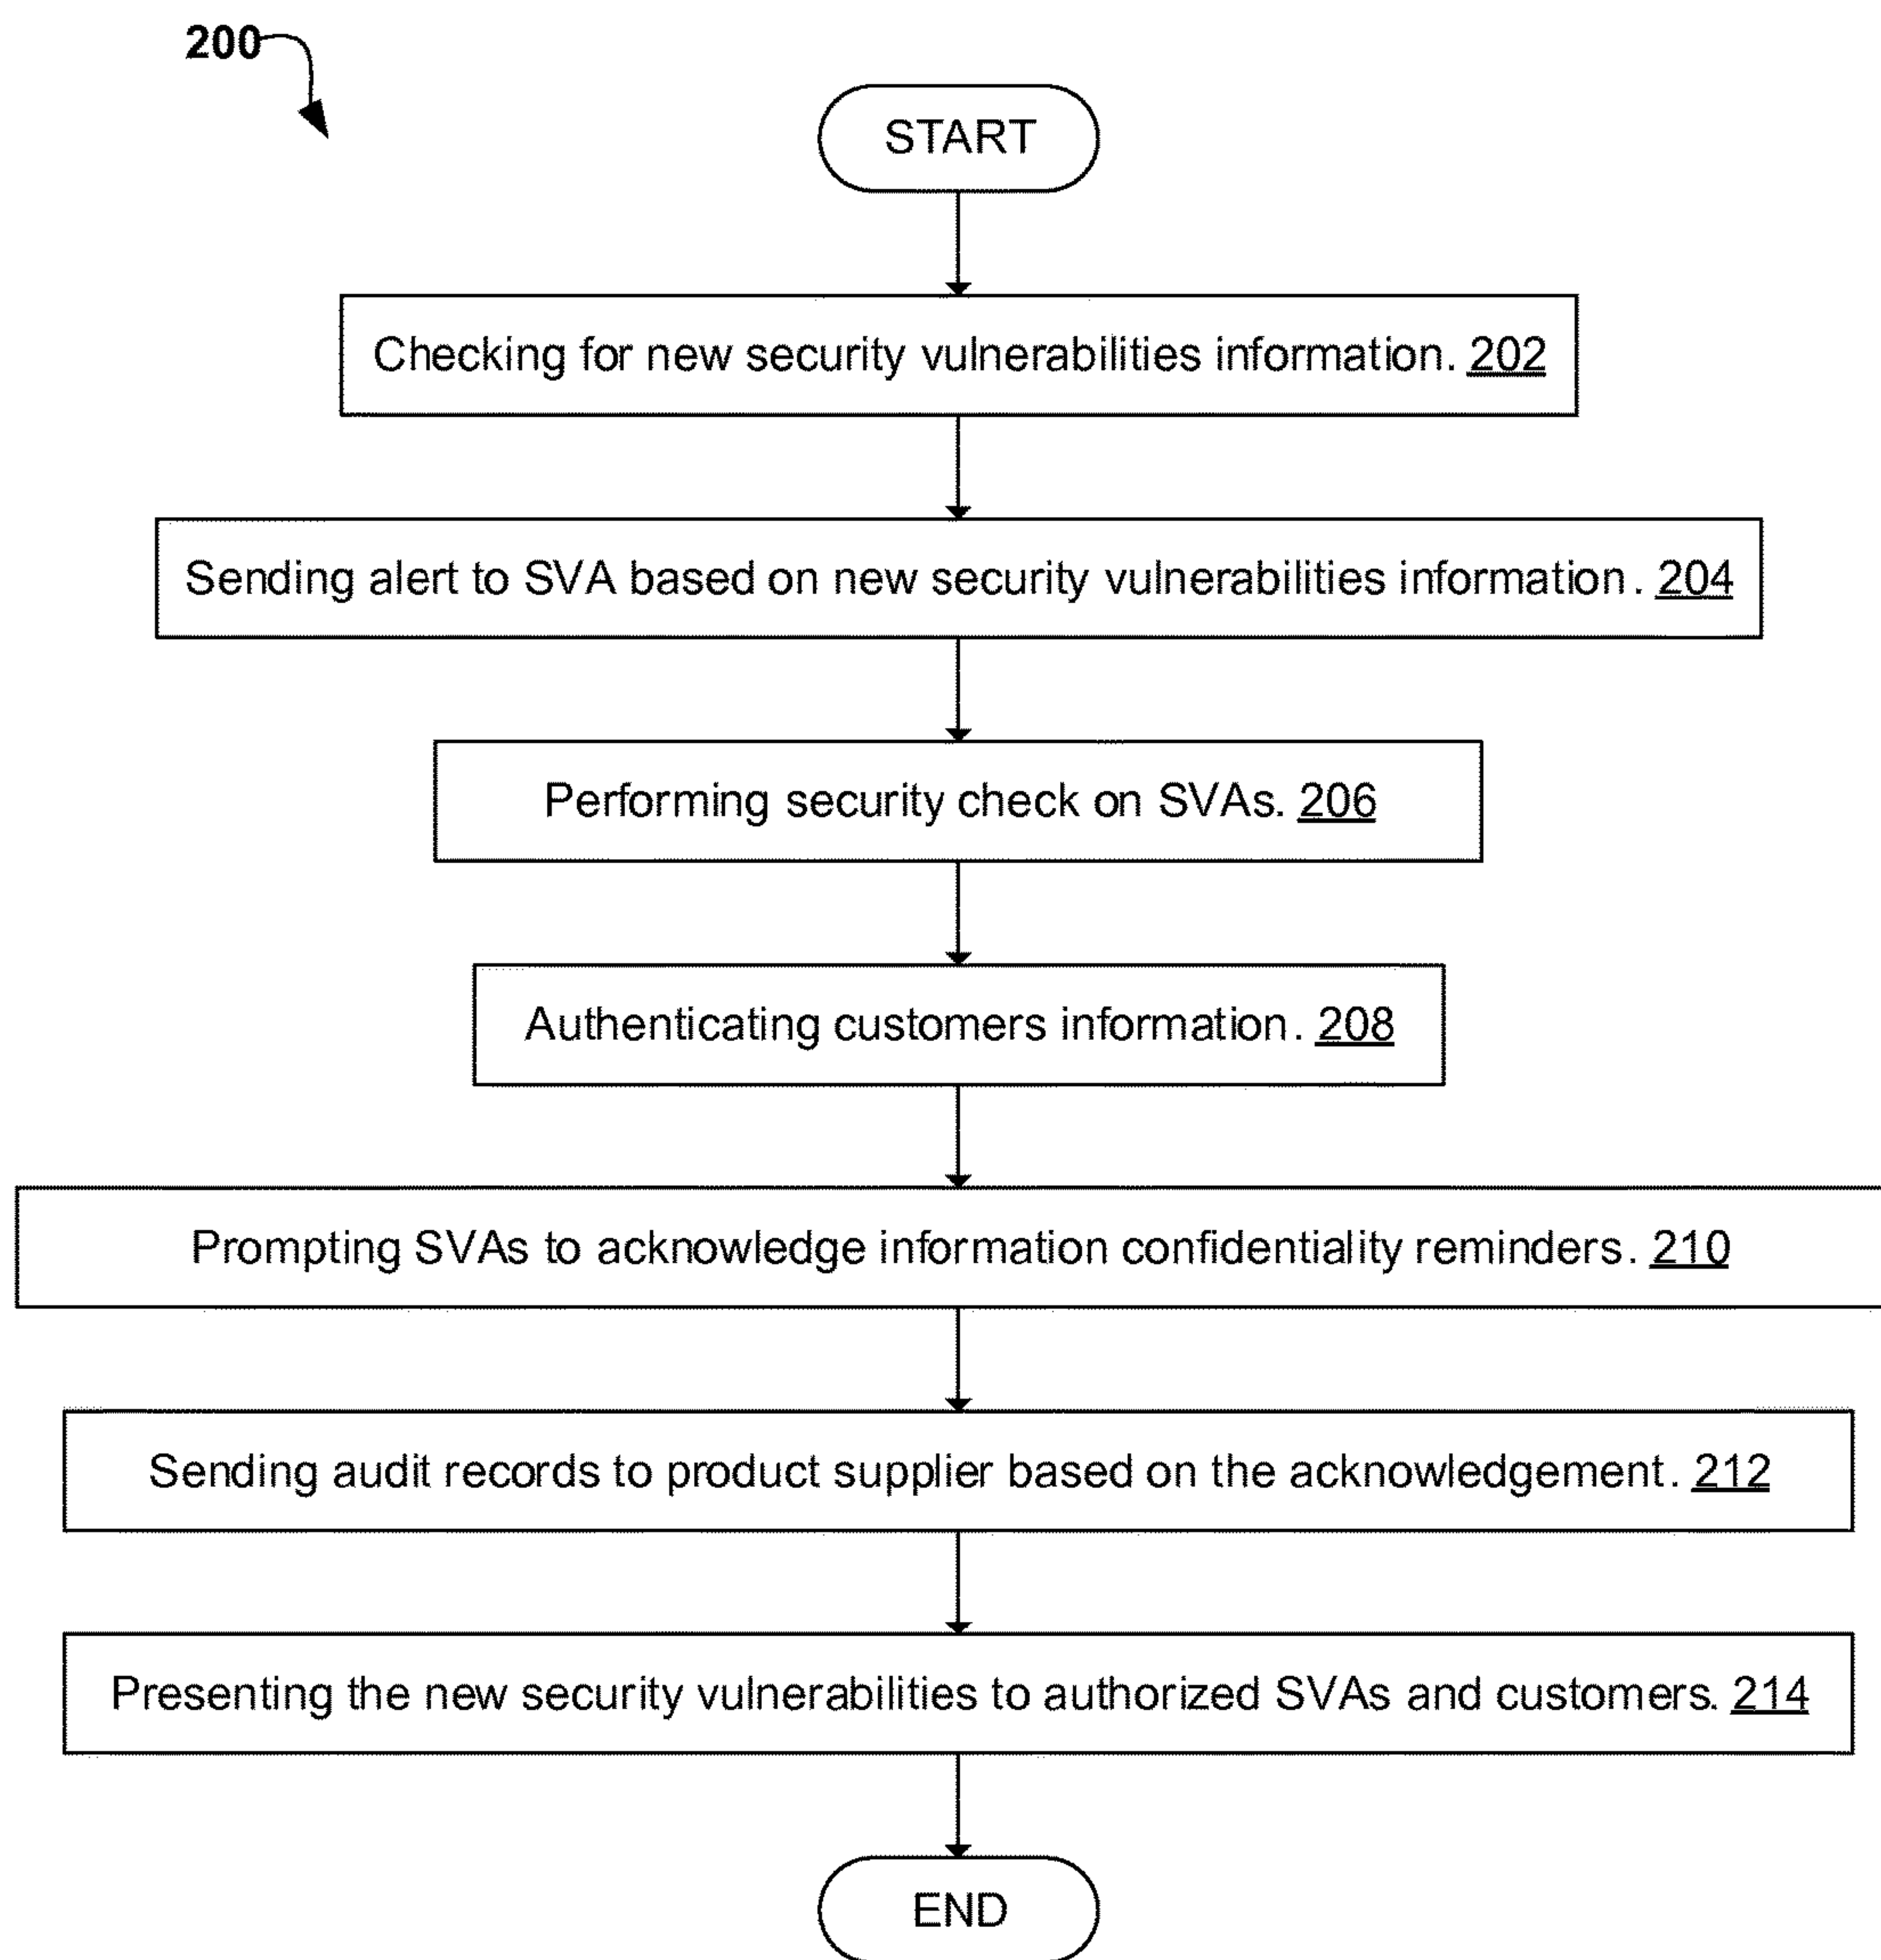 200
START
Checking for new security vulnerabilities information. 202
Sending alert to SVA based on new security vulnerabilities information. 204
Performing security check on SVAs. 206
Authenticating customers information. 208
Prompting SVAs to acknowledge information confidentiality reminders. 210
Sending audit records to product supplier based on the acknowledgement. 212
Presenting the new security vulnerabilities to authorized SVAs and customers. 214
END